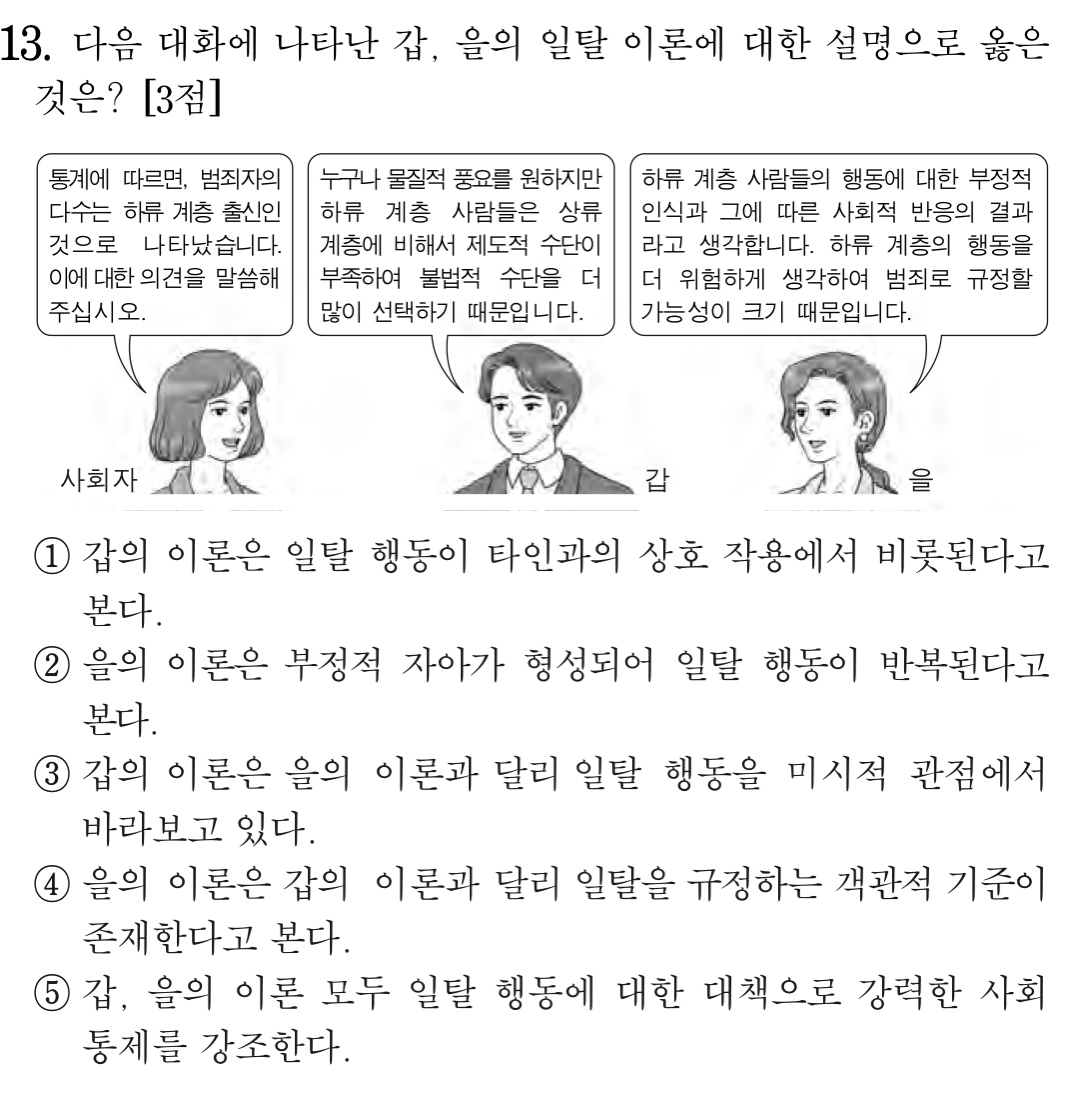 13. 다음 대화에 나타난 갑, 을의 일탈 이론에 대한 설명으로 옳은
것은? [3점]
통계에 따르면, 범죄자의
다수는 하류 계층 출신인
것으로 나타났습니다.
이에 대한 의견을 말씀해
주십시오.
누구나 물질적 풍요를 원하지만
하류 계층 사람들은 상류
계층에 비해서 제도적 수단이
부족하여 불법적 수단을 더
많이 선택하기 때문입니다.
하류 계층 사람들의 행동에 대한 부정적
인식과 그에 따른 사회적 반응의 결과
라고 생각합니다. 하류 계층의 행동을
더 위험하게 생각하여 범죄로 규정할
가능성이 크기 때문입니다.
사회자
갑
을
① 갑의 이론은 일탈 행동이 타인과의 상호 작용에서 비롯된다고
본다.
② 을의 이론은 부정적 자아가 형성되어 일탈 행동이 반복된다고
본다.
③ 갑의 이론은 을의 이론과 달리 일탈 행동을 미시적 관점에서
바라보고 있다.
④ 을의 이론은 갑의 이론과 달리 일탈을 규정하는 객관적 기준이
존재한다고 본다.
⑤ 갑, 을의 이론 모두 일탈 행동에 대한 대책으로 강력한 사회
통제를 강조한다.